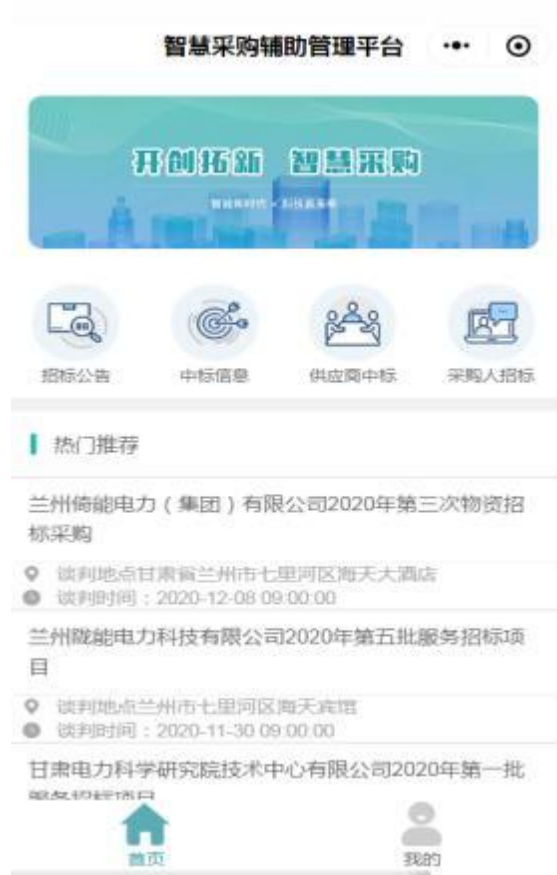 智慧采购辅助管理平台
开创拓新 智慧采购
招标公告 中标信息 供应商中标 采购人招标
热门推荐
兰州倚能电力(集团)有限公司2020年第三次物资招
标采购
谈判地点甘肃省兰州市七里河区海天大酒店
谈判时间:2020-12-08 09:00:00
兰州陇能电力科技有限公司2020年第五批服务招标项
目
谈判地点兰州市七里河区海天宾馆
谈判时间:2020-11-30 09:00:00
甘肃电力科学研究院技术中心有限公司2020年第一批
服务招标项目
首页 我的